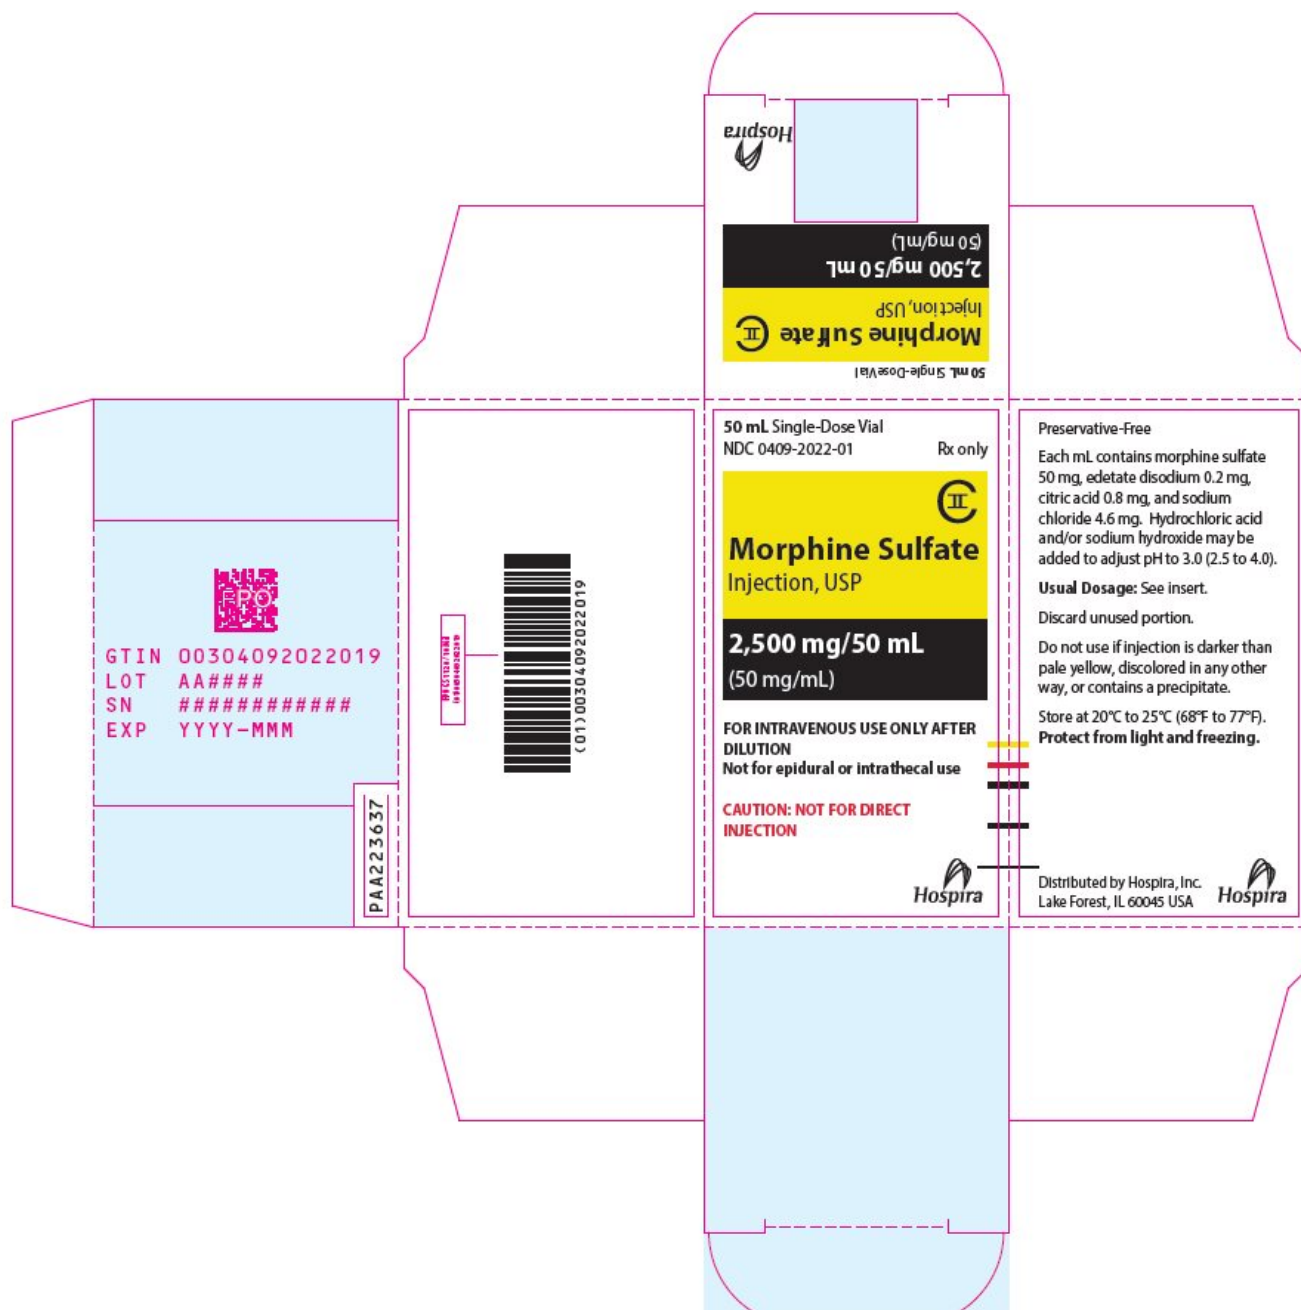 Hospira
(50 mg/mL)
2,500 mg/50 mL
Injection, USP
Morphine Sulfate CII
50 mL Single-Dose Vial
50 mL Single-Dose Vial
NDC 0409-2022-01
Rx only
CII
Morphine Sulfate
Injection, USP
2,500 mg/50 mL
(50 mg/mL)
FOR INTRAVENOUS USE ONLY AFTER
DILUTION
Not for epidural or intrathecal use
CAUTION: NOT FOR DIRECT
INJECTION
Hospira
Preservative-Free
Each mL contains morphine sulfate
50 mg, edetate disodium 0.2 mg,
citric acid 0.8 mg, and sodium
chloride 4.6 mg. Hydrochloric acid
and/or sodium hydroxide may be
added to adjust pH to 3.0 (2.5 to 4.0).
Usual Dosage: See insert.
Discard unused portion.
Do not use if injection is darker than
pale yellow, discolored in any other
way, or contains a precipitate.
Store at 20°C to 25°C (68°F to 77°F).
Protect from light and freezing.
Distributed by Hospira, Inc.
Lake Forest, IL 60045 USA
Hospira
(01)00304092022019
FPO
GTIN 00304092022019
LOT AA####
SN ############
EXP YYYY-MMM
PAA223637